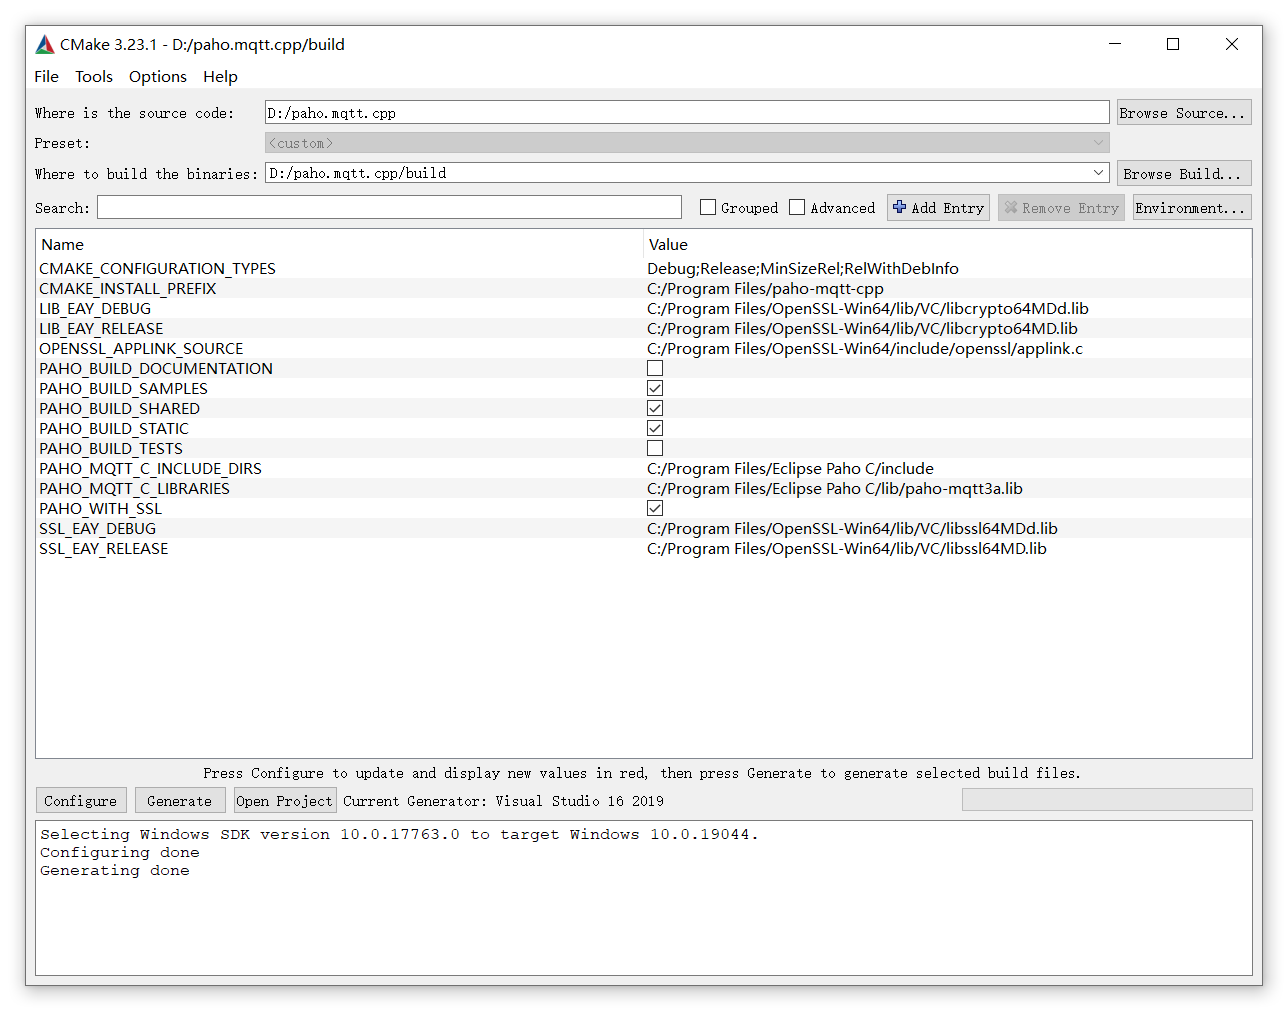 CMake 3.23.1 - D:/paho.mqtt.cpp/build
File Tools Options Help
Where is the source code: D:/paho.mqtt.cpp Browse Source...
Preset: <custom>
Where to build the binaries: D:/paho.mqtt.cpp/build Browse Build...
Search: Grouped Advanced Add Entry Remove Entry Environment...
Name Value
CMAKE_CONFIGURATION_TYPES Debug;Release;MinSizeRel;RelWithDebInfo
CMAKE_INSTALL_PREFIX C:/Program Files/paho-mqtt-cpp
LIB_EAY_DEBUG C:/Program Files/OpenSSL-Win64/lib/VC/libcrypto64MDd.lib
LIB_EAY_RELEASE C:/Program Files/OpenSSL-Win64/lib/VC/libcrypto64MD.lib
OPENSSL_APPLINK_SOURCE C:/Program Files/OpenSSL-Win64/include/openssl/applink.c
PAHO_BUILD_DOCUMENTATION
PAHO_BUILD_SAMPLES
PAHO_BUILD_SHARED
PAHO_BUILD_STATIC
PAHO_BUILD_TESTS
PAHO_MQTT_C_INCLUDE_DIRS C:/Program Files/Eclipse Paho C/include
PAHO_MQTT_C_LIBRARIES C:/Program Files/Eclipse Paho C/lib/paho-mqtt3a.lib
PAHO_WITH_SSL
SSL_EAY_DEBUG C:/Program Files/OpenSSL-Win64/lib/VC/libssl64MDd.lib
SSL_EAY_RELEASE C:/Program Files/OpenSSL-Win64/lib/VC/libssl64MD.lib
Press Configure to update and display new values in red, then press Generate to generate selected build files.
Configure Generate Open Project Current Generator: Visual Studio 16 2019
Selecting Windows SDK version 10.0.17763.0 to target Windows 10.0.19044.
Configuring done
Generating done